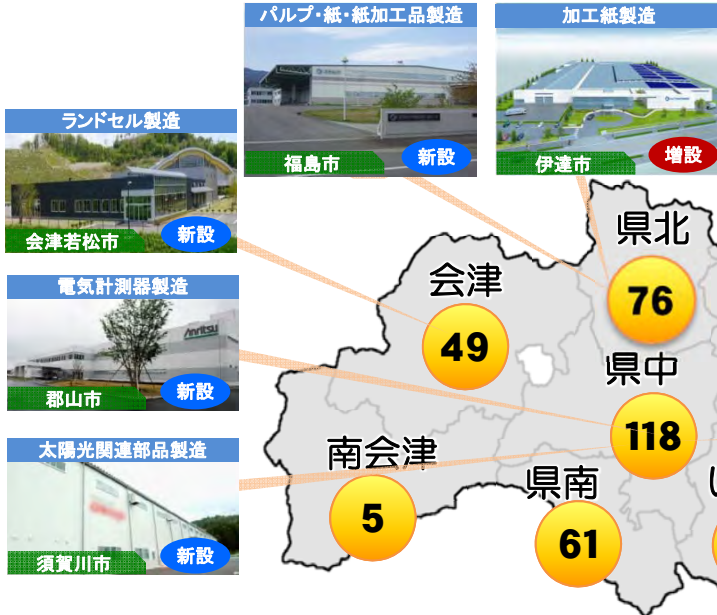 パルプ・紙・紙加工品製造
福島市
新設
加工紙製造
伊達市
増設
ランドセル製造
会津若松市
新設
電気計測器製造
Anritsu
郡山市
新設
太陽光関連部品製造
須賀川市
新設
県北
76
会津
49
県中
118
南会津
5
県南
61